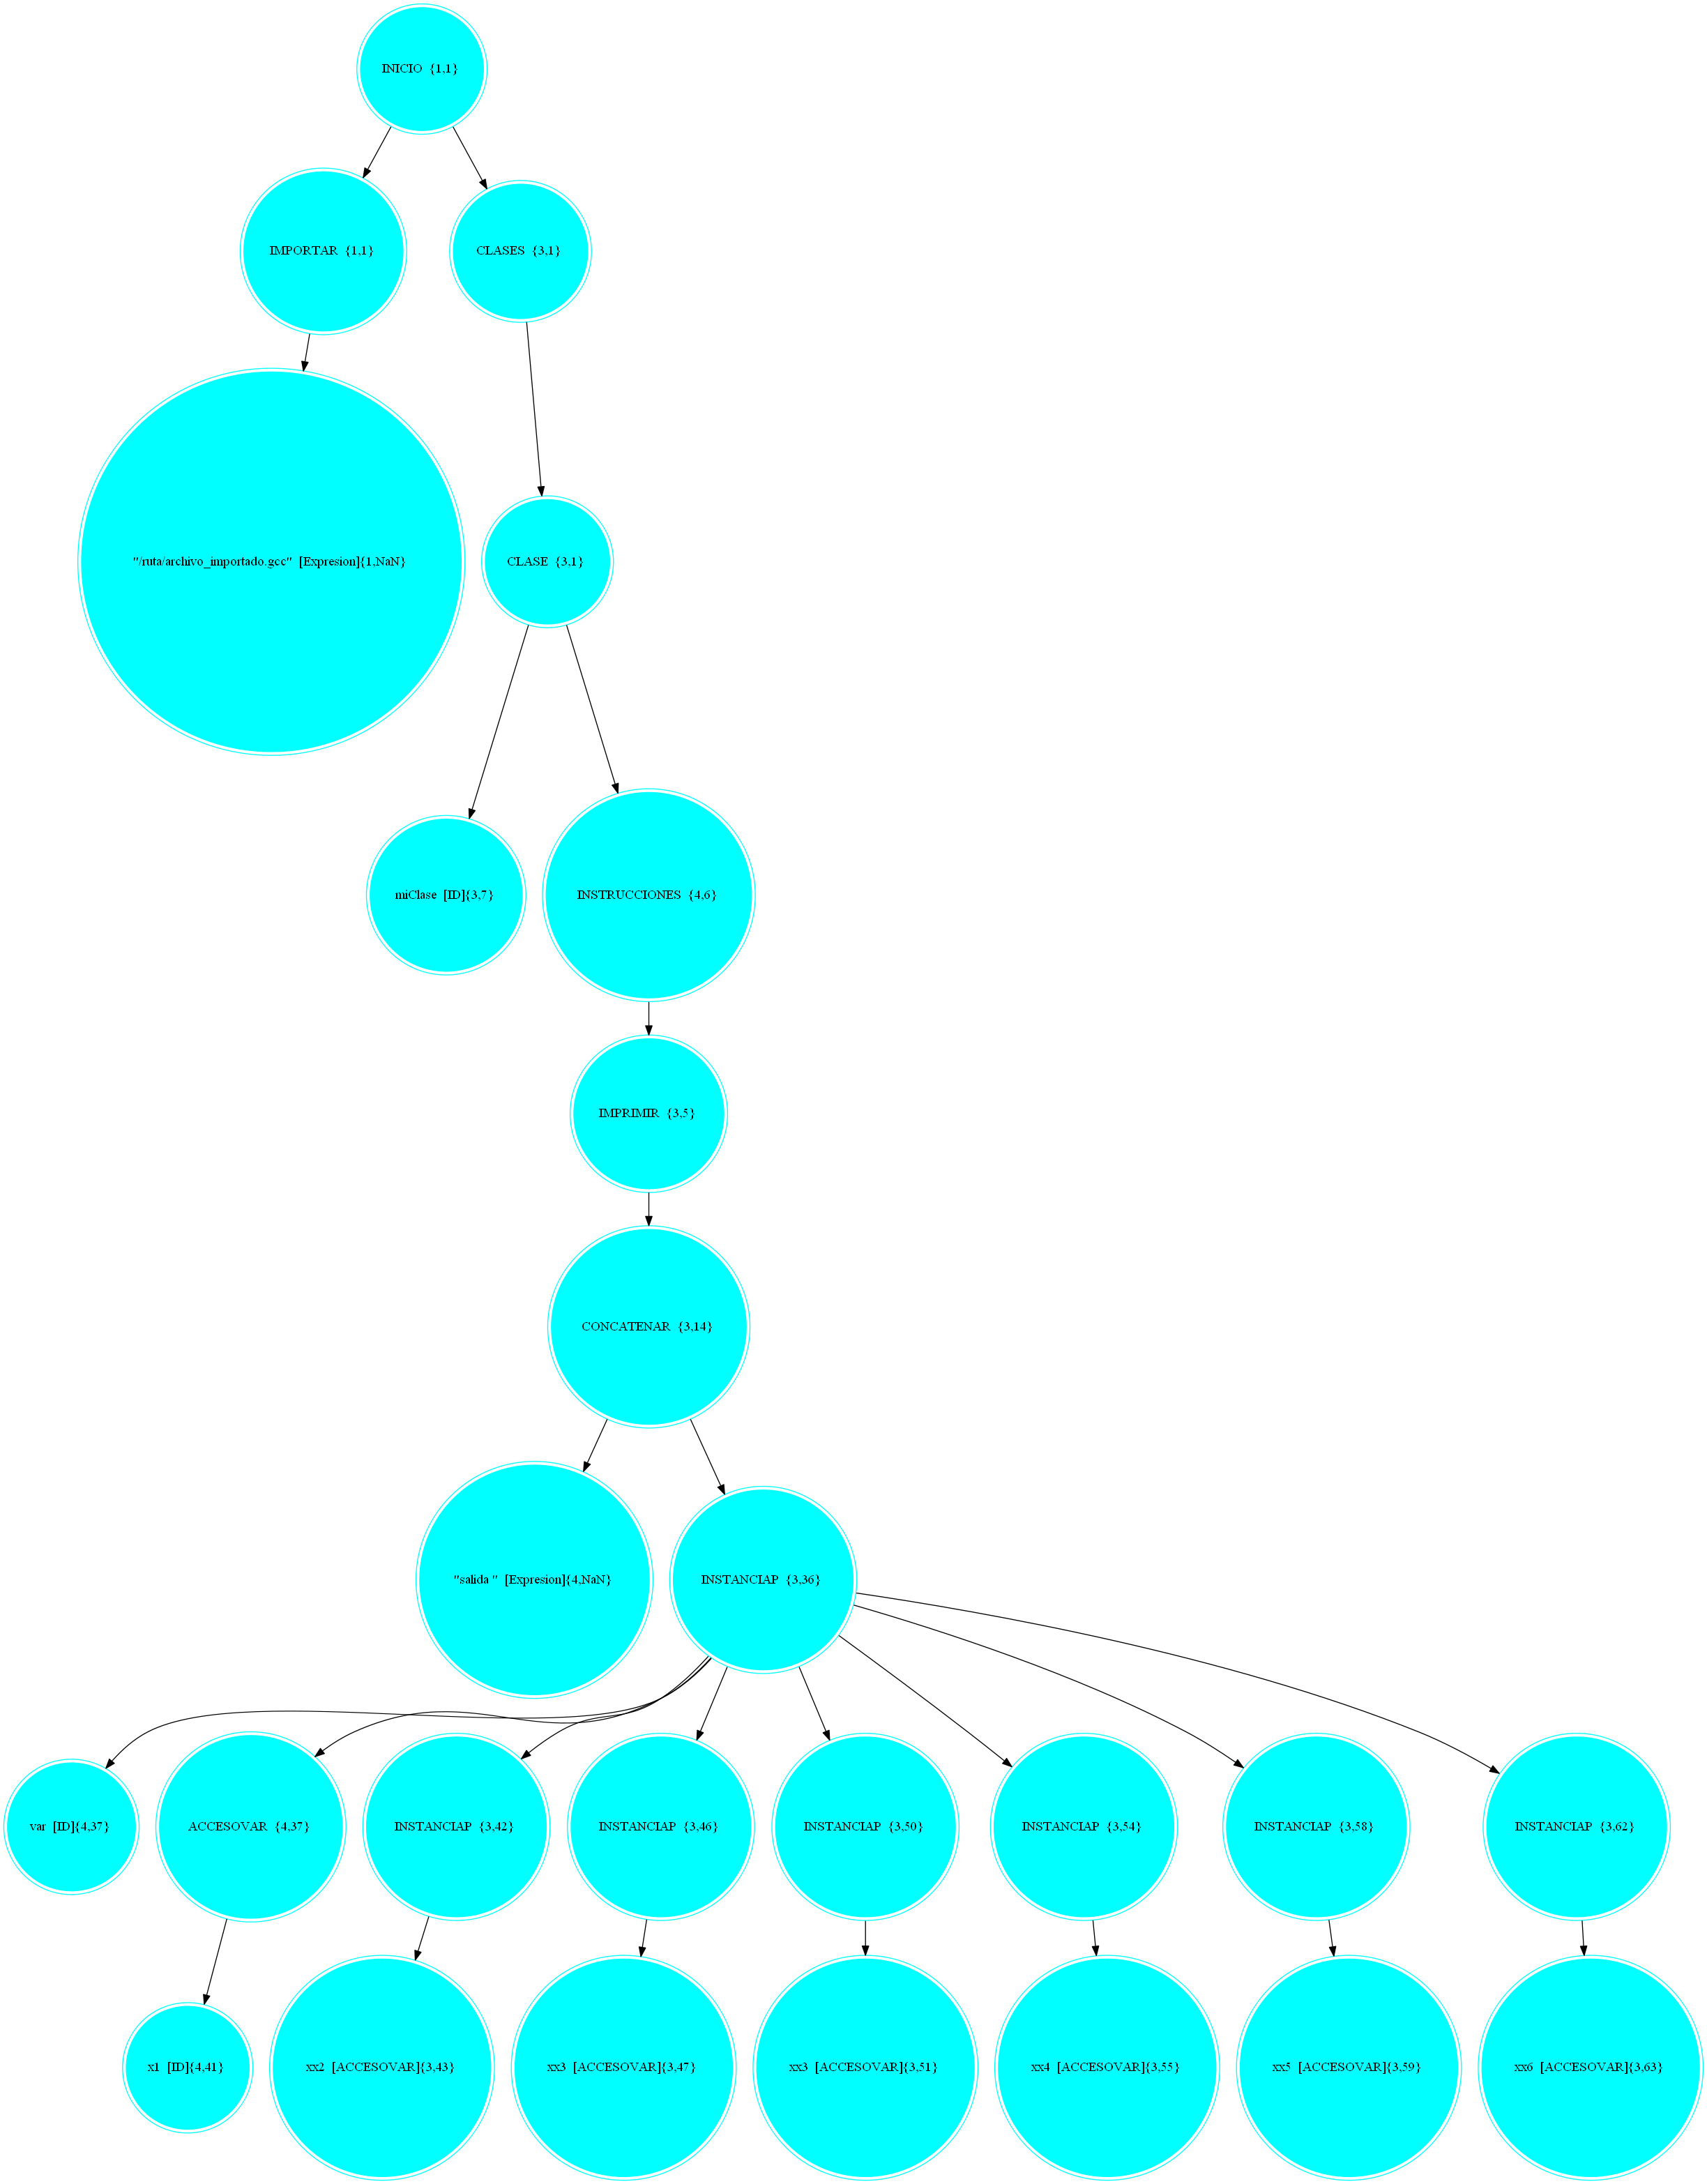 INICIO {1,1}
IMPORTAR {1,1}
CLASES {3,1}
"/ruta/archivo_importado.gcc" [Expresion]{1,NaN}
CLASE {3,1}
miClase [ID]{3,7}
INSTRUCCIONES {4,6}
IMPRIMIR {3,5}
CONCATENAR {3,14}
"salida " [Expresion]{4,NaN}
INSTANCIAP {3,36}
var [ID]{4,37}
ACCESOVAR {4,37}
INSTANCIAP {3,42}
INSTANCIAP {3,46}
INSTANCIAP {3,50}
INSTANCIAP {3,54}
INSTANCIAP {3,58}
INSTANCIAP {3,62}
x1 [ID]{4,41}
xx2 [ACCESOVAR]{3,43}
xx3 [ACCESOVAR]{3,47}
xx3 [ACCESOVAR]{3,51}
xx4 [ACCESOVAR]{3,55}
xx5 [ACCESOVAR]{3,59}
xx6 [ACCESOVAR]{3,63}